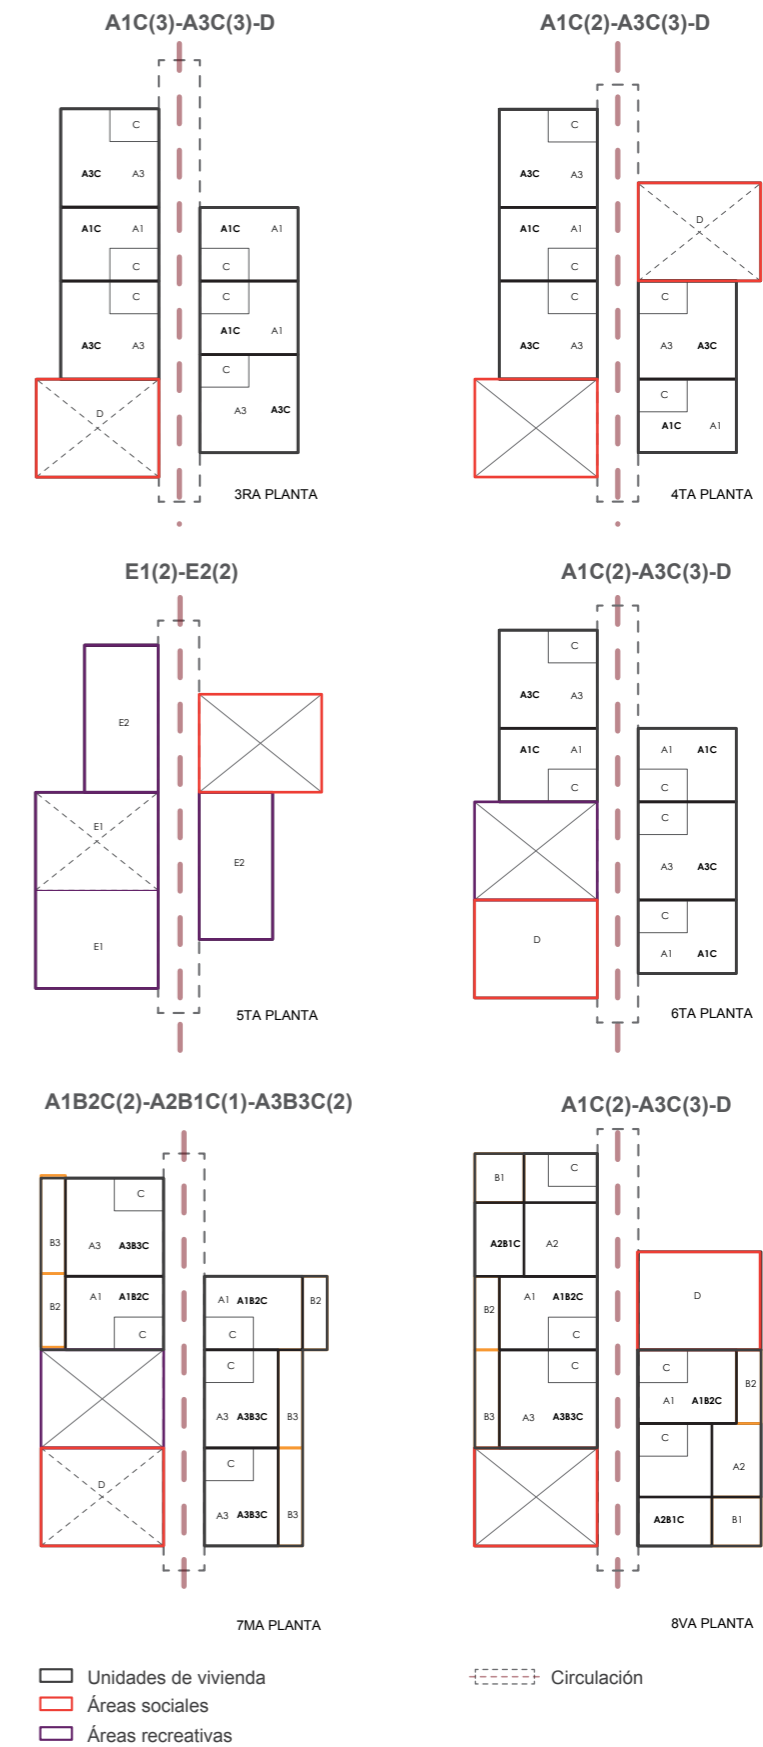 A1C(3)-A3C(3)-D
C
A3C A3
A1C A1
C
C
A3C A3
D
A1C A1
C
C
A1C A1
C
A3 A3C
3RA PLANTA
A1C(2)-A3C(3)-D
C
A3C A3
A1C A1
C
C
A3C A3
D
C
A3 A3C
C
A1C A1
4TA PLANTA
E1(2)-E2(2)
E2
E1
E1
E2
5TA PLANTA
A1C(2)-A3C(3)-D
C
A3C A3
A1C A1
C
D
A1 A1C
C
C
A3 A3C
C
A1 A1C
6TA PLANTA
A1B2C(2)-A2B1C(1)-A3B3C(2)
C
B3 A3 A3B3C
B2 A1 A1B2C
C
D
A1 A1B2C B2
C
C
A3 A3B3C B3
C
A3 A3B3C B3
7MA PLANTA
A1C(2)-A3C(3)-D
B1 C
A2B1C A2
B2 A1 A1B2C
C
C
B3 A3 A3B3C
D
C
A1 A1B2C B2
C
A2
A2B1C B1
8VA PLANTA
Unidades de vivienda
Áreas sociales
Áreas recreativas
Circulación